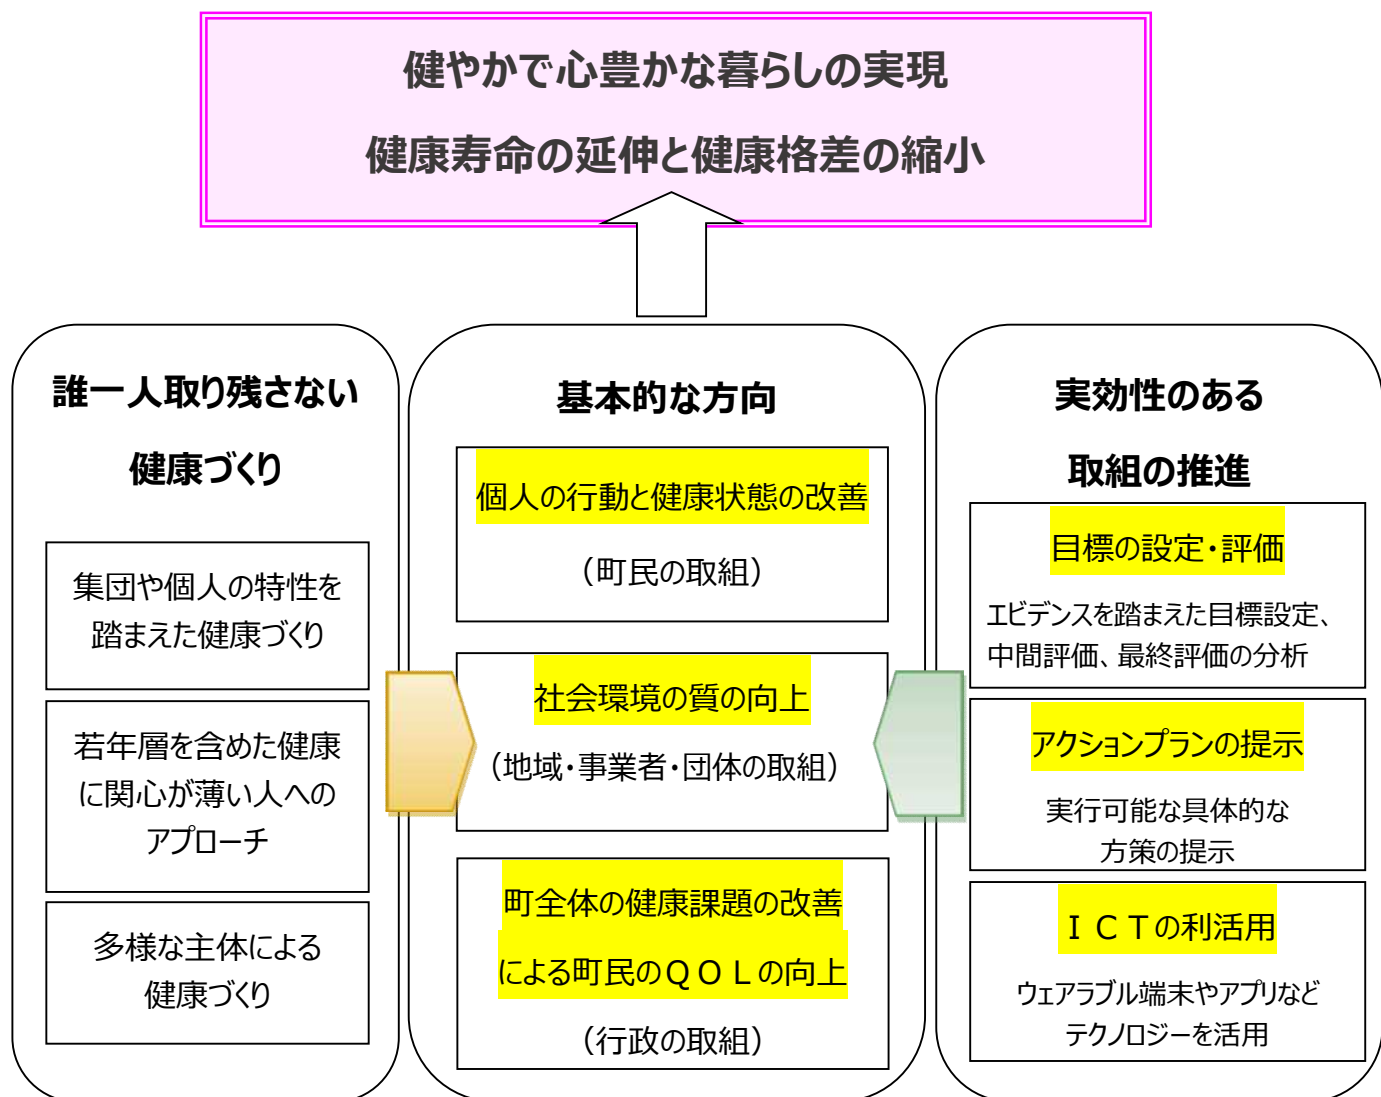 健やかで心豊かな暮らしの実現
健康寿命の延伸と健康格差の縮小
誰一人取り残さない
健康づくり
集団や個人の特性を
踏まえた健康づくり
若年層を含めた健康
に関心が薄い人への
アプローチ
多様な主体による
健康づくり
基本的な方向
個人の行動と健康状態の改善
（町民の取組）
社会環境の質の向上
（地域・事業者・団体の取組）
町全体の健康課題の改善
による町民のＱＯＬの向上
（行政の取組）
実効性のある
取組の推進
目標の設定・評価
エビデンスを踏まえた目標設定、
中間評価、最終評価の分析
アクションプランの提示
実行可能な具体的な
方策の提示
ＩＣＴの利活用
ウェアラブル端末やアプリなど
テクノロジーを活用